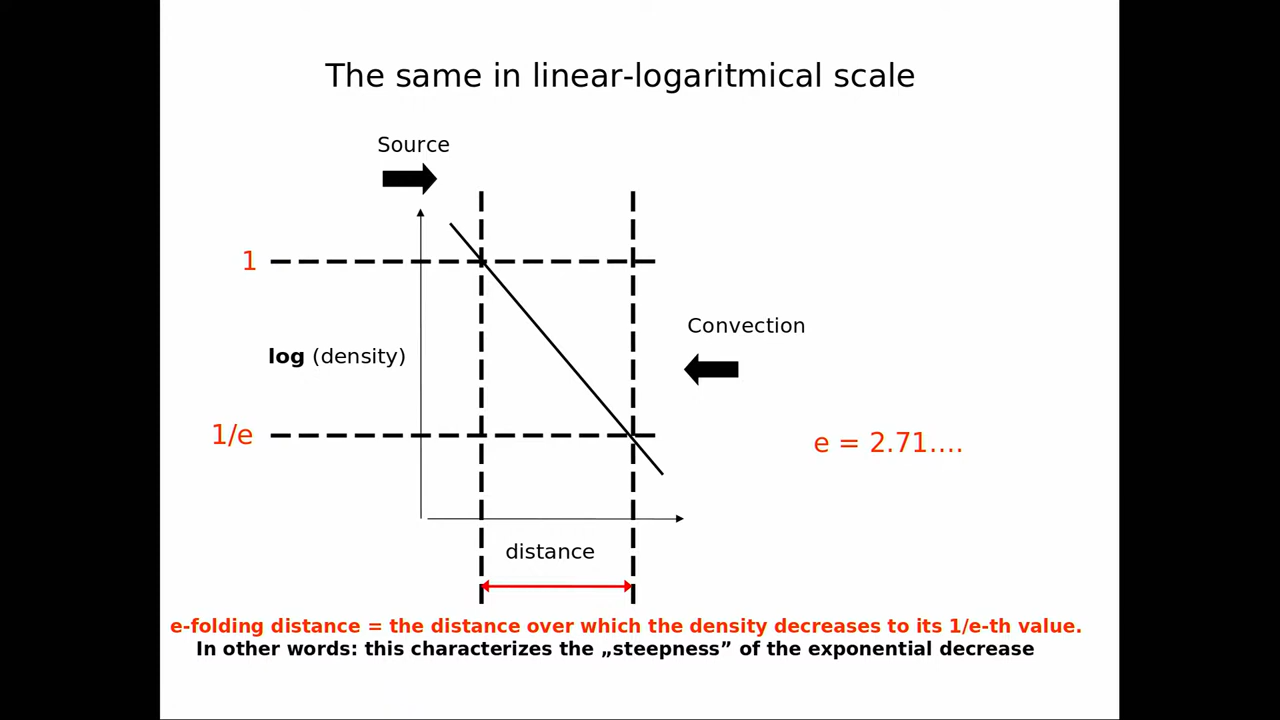 The same in linear-logaritmical scale
Source
1
Convection
log (density)
1/e
e = 2.71....
distance
e-folding distance = the distance over which the density decreases to its 1/e-th value.
In other words: this characterizes the „steepness” of the exponential decrease